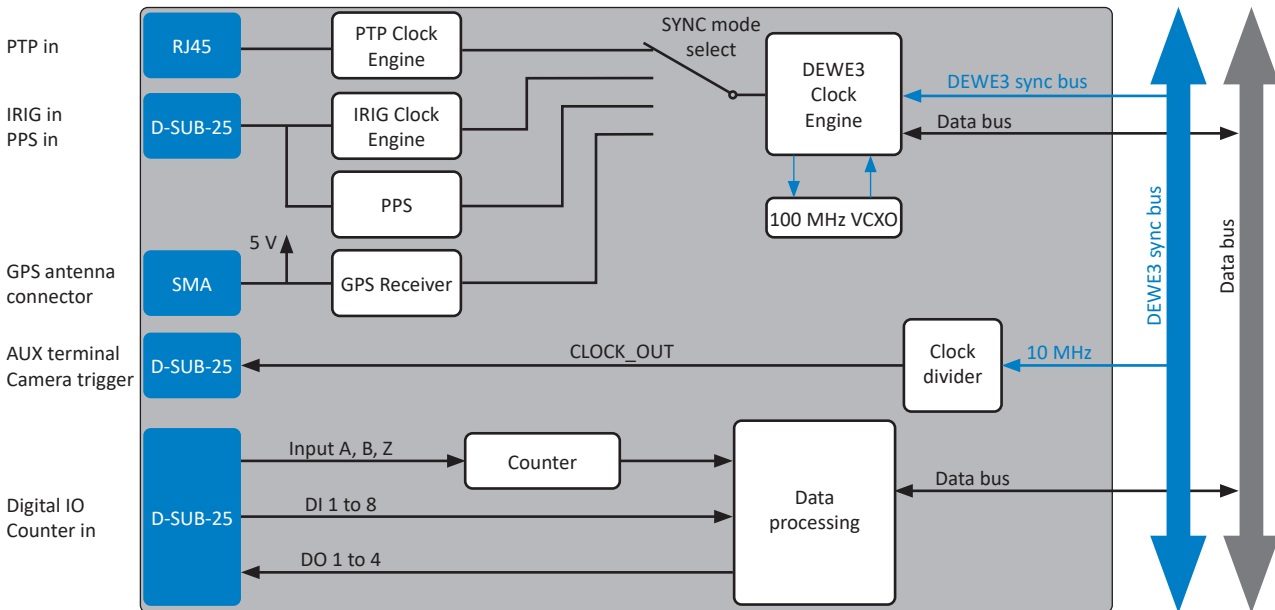 PTP in
RJ45
PTP Clock
Engine
SYNC mode
select
DEWE3
Clock
Engine
DEWE3 sync bus
Data bus
IRIG in
PPS in
D-SUB-25
IRIG Clock
Engine
PPS
100 MHz VCXO
5 V
GPS antenna
connector
SMA
GPS Receiver
DEWE3 sync bus
Data bus
AUX terminal
Camera trigger
D-SUB-25
CLOCK_OUT
Clock
divider
10 MHz
Digital IO
Counter in
D-SUB-25
Input A, B, Z
Counter
DI 1 to 8
DO 1 to 4
Data
processing
Data bus